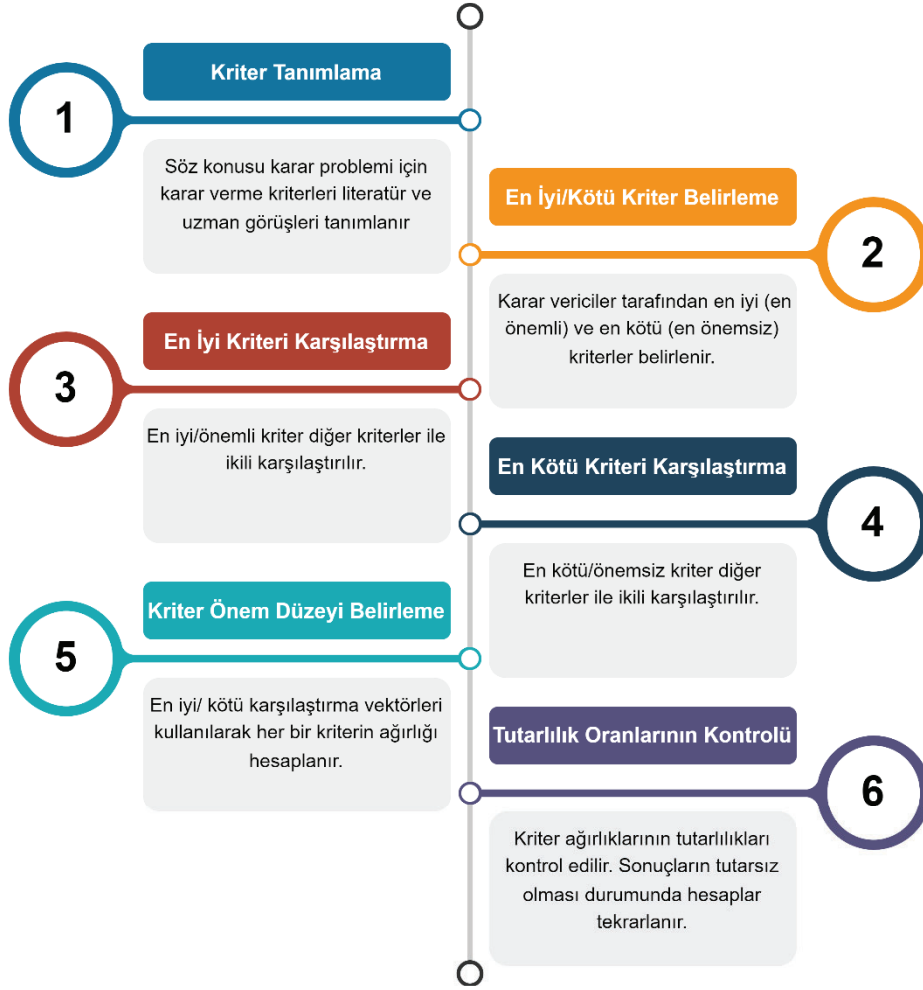 1
Kriter Tanımlama
Söz konusu karar problemi için
karar verme kriterleri literatür ve
uzman görüşleri tanımlanır
2
En İyi/Kötü Kriter Belirleme
Karar vericiler tarafından en iyi (en
önemli) ve en kötü (en önemsiz)
kriterler belirlenir.
3
En İyi Kriteri Karşılaştırma
En iyi/önemli kriter diğer kriterler ile
ikili karşılaştırılır.
4
En Kötü Kriteri Karşılaştırma
En kötü/önemsiz kriter diğer
kriterler ile ikili karşılaştırılır.
5
Kriter Önem Düzeyi Belirleme
En iyi/ kötü karşılaştırma vektörleri
kullanılarak her bir kriterin ağırlığı
hesaplanır.
6
Tutarlılık Oranlarının Kontrolü
Kriter ağırlıklarının tutarlılıkları
kontrol edilir. Sonuçların tutarsız
olması durumunda hesaplar
tekrarlanır.